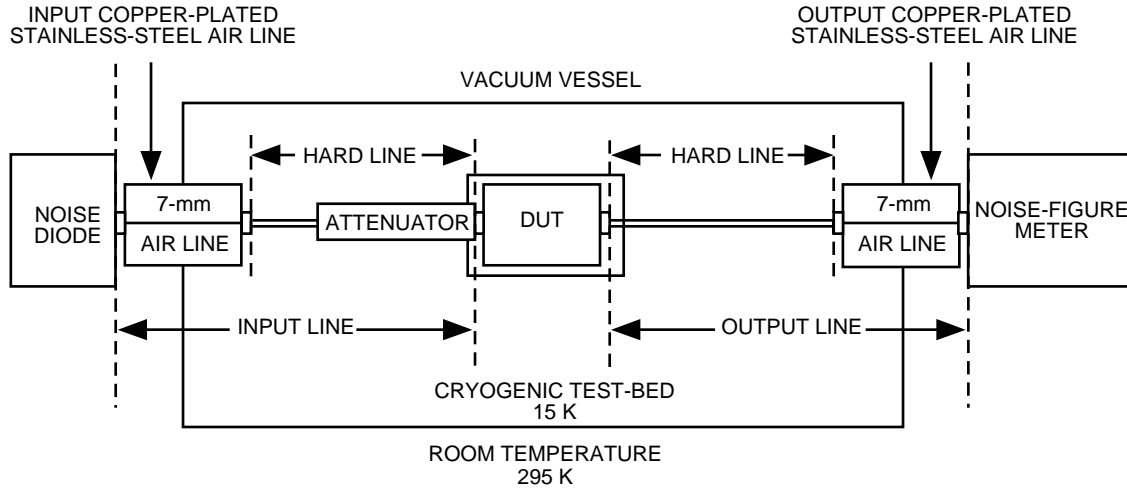 INPUT COPPER-PLATED
STAINLESS-STEEL AIR LINE
OUTPUT COPPER-PLATED
STAINLESS-STEEL AIR LINE
VACUUM VESSEL
HARD LINE
HARD LINE
NOISE
DIODE
7-mm
AIR LINE
ATTENUATOR
DUT
7-mm
AIR LINE
NOISE-FIGURE
METER
INPUT LINE
OUTPUT LINE
CRYOGENIC TEST-BED
15 K
ROOM TEMPERATURE
295 K